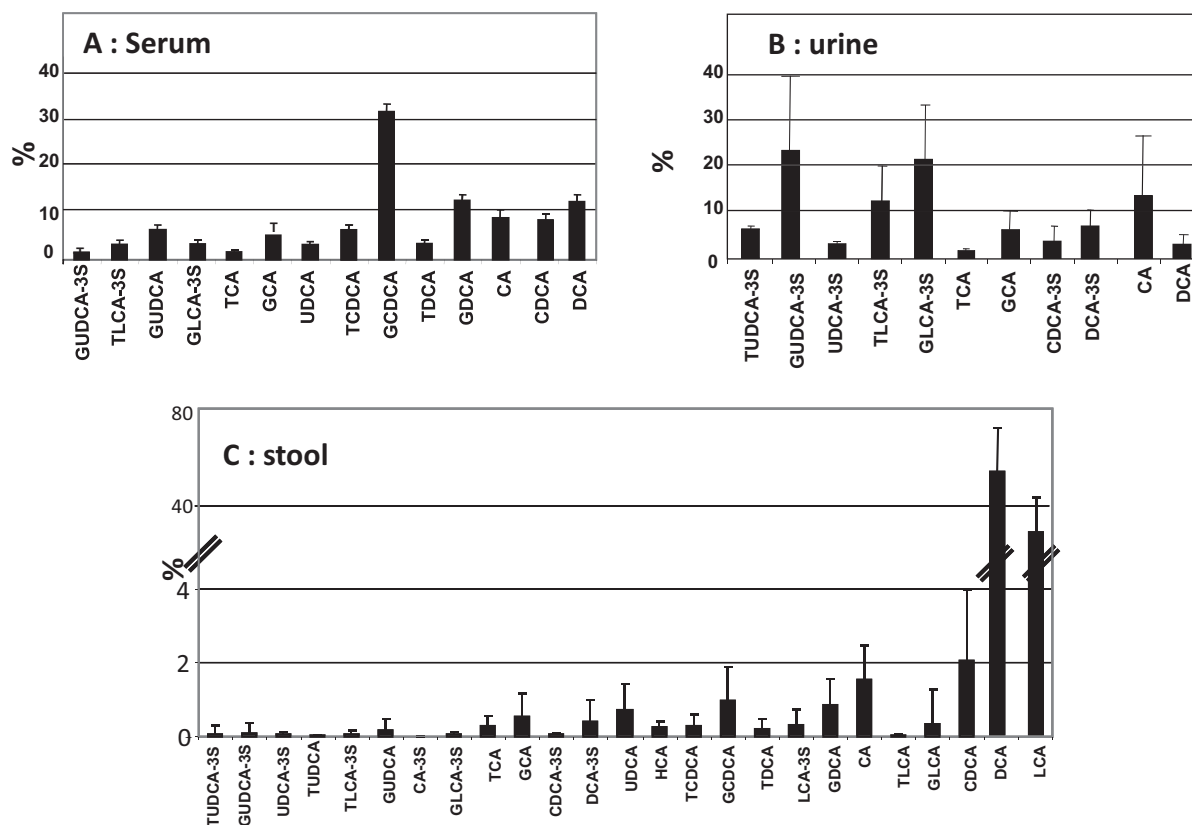 A : Serum
40
30
20
10
0
%
GUDCA-3S
TLCA-3S
GUDCA
GLCA-3S
TCA
GCA
UDCA
TCDCA
GCDCA
TDCA
GDCA
CA
CDCA
DCA
B : urine
40
30
20
10
0
%
TUDCA-3S
GUDCA-3S
UDCA-3S
TLCA-3S
GLCA-3S
TCA
GCA
CDCA-3S
DCA-3S
CA
DCA
C : stool
80
40
%
4
2
0
TUDCA-3S
GUDCA-3S
UDCA-3S
TUDCA
TLCA-3S
GUDCA
CA-3S
GLCA-3S
TCA
GCA
CDCA-3S
DCA-3S
UDCA
HCA
TCDCA
GCDCA
TDCA
LCA-3S
GDCA
CA
TLCA
GLCA
CDCA
DCA
LCA